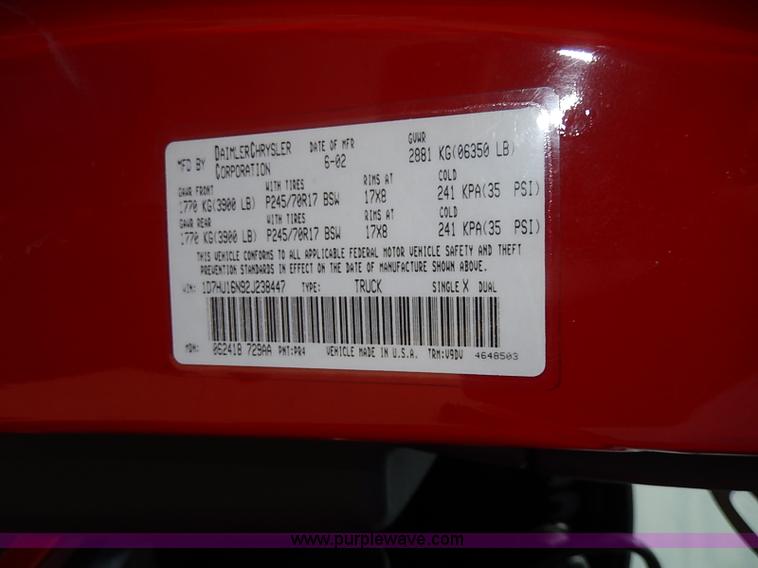 MFD BY DAIMLERCHRYSLER CORPORATION DATE OF MFR 6-02 GVWR 2881 KG(06350 LB)
GAWR FRONT WITH TIRES RIMS AT COLD
1770 KG(3900 LB) P245/70R17 BSW 17X8 241 KPA(35 PSI)
GAWR REAR WITH TIRES RIMS AT COLD
1770 KG(3900 LB) P245/70R17 BSW 17X8 241 KPA(35 PSI)
THIS VEHICLE CONFORMS TO ALL APPLICABLE FEDERAL MOTOR VEHICLE SAFETY AND THEFT
PREVENTION STANDARDS IN EFFECT ON THE DATE OF MANUFACTURE SHOWN ABOVE.
VIN: 1D7HU16N92J238447 TYPE: TRUCK SINGLE X DUAL
MDH: 062418 729AA PNT:PR4 VEHICLE MADE IN U.S.A. TRM:V9DV 4648503
www.purplewave.com